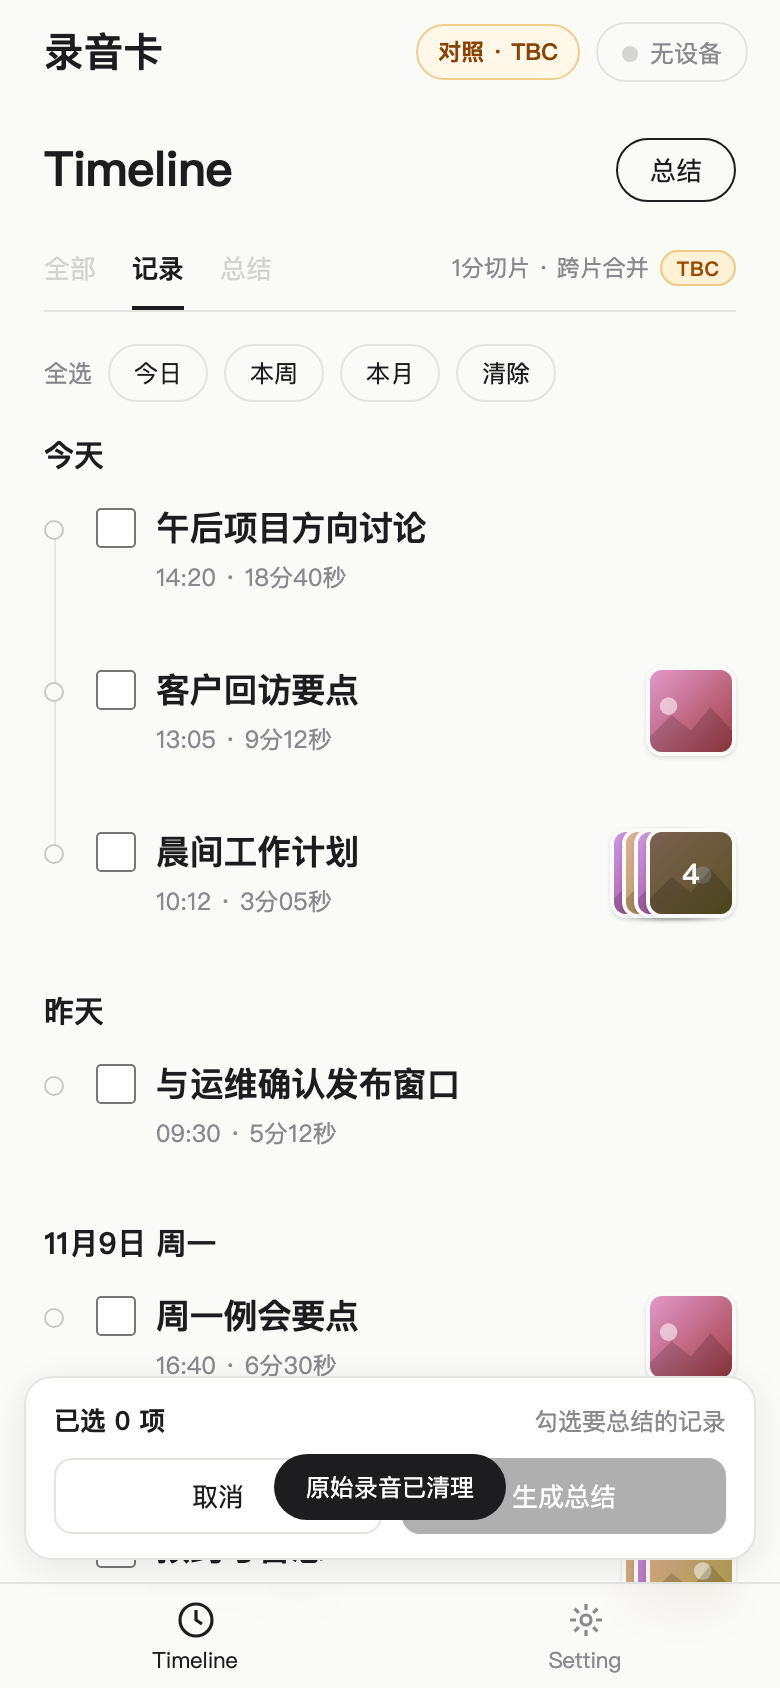 录音卡
对照 · TBC
无设备
Timeline
总结
全部 记录 总结
1分切片 · 跨片合并 TBC
全选 今日 本周 本月 清除
今天
午后项目方向讨论
14:20 · 18分40秒
客户回访要点
13:05 · 9分12秒
晨间工作计划
10:12 · 3分05秒
4
昨天
与运维确认发布窗口
09:30 · 5分12秒
11月9日 周一
周一例会要点
16:40 · 6分30秒
已选 0 项
勾选要总结的记录
取消
原始录音已清理
生成总结
Timeline
Setting